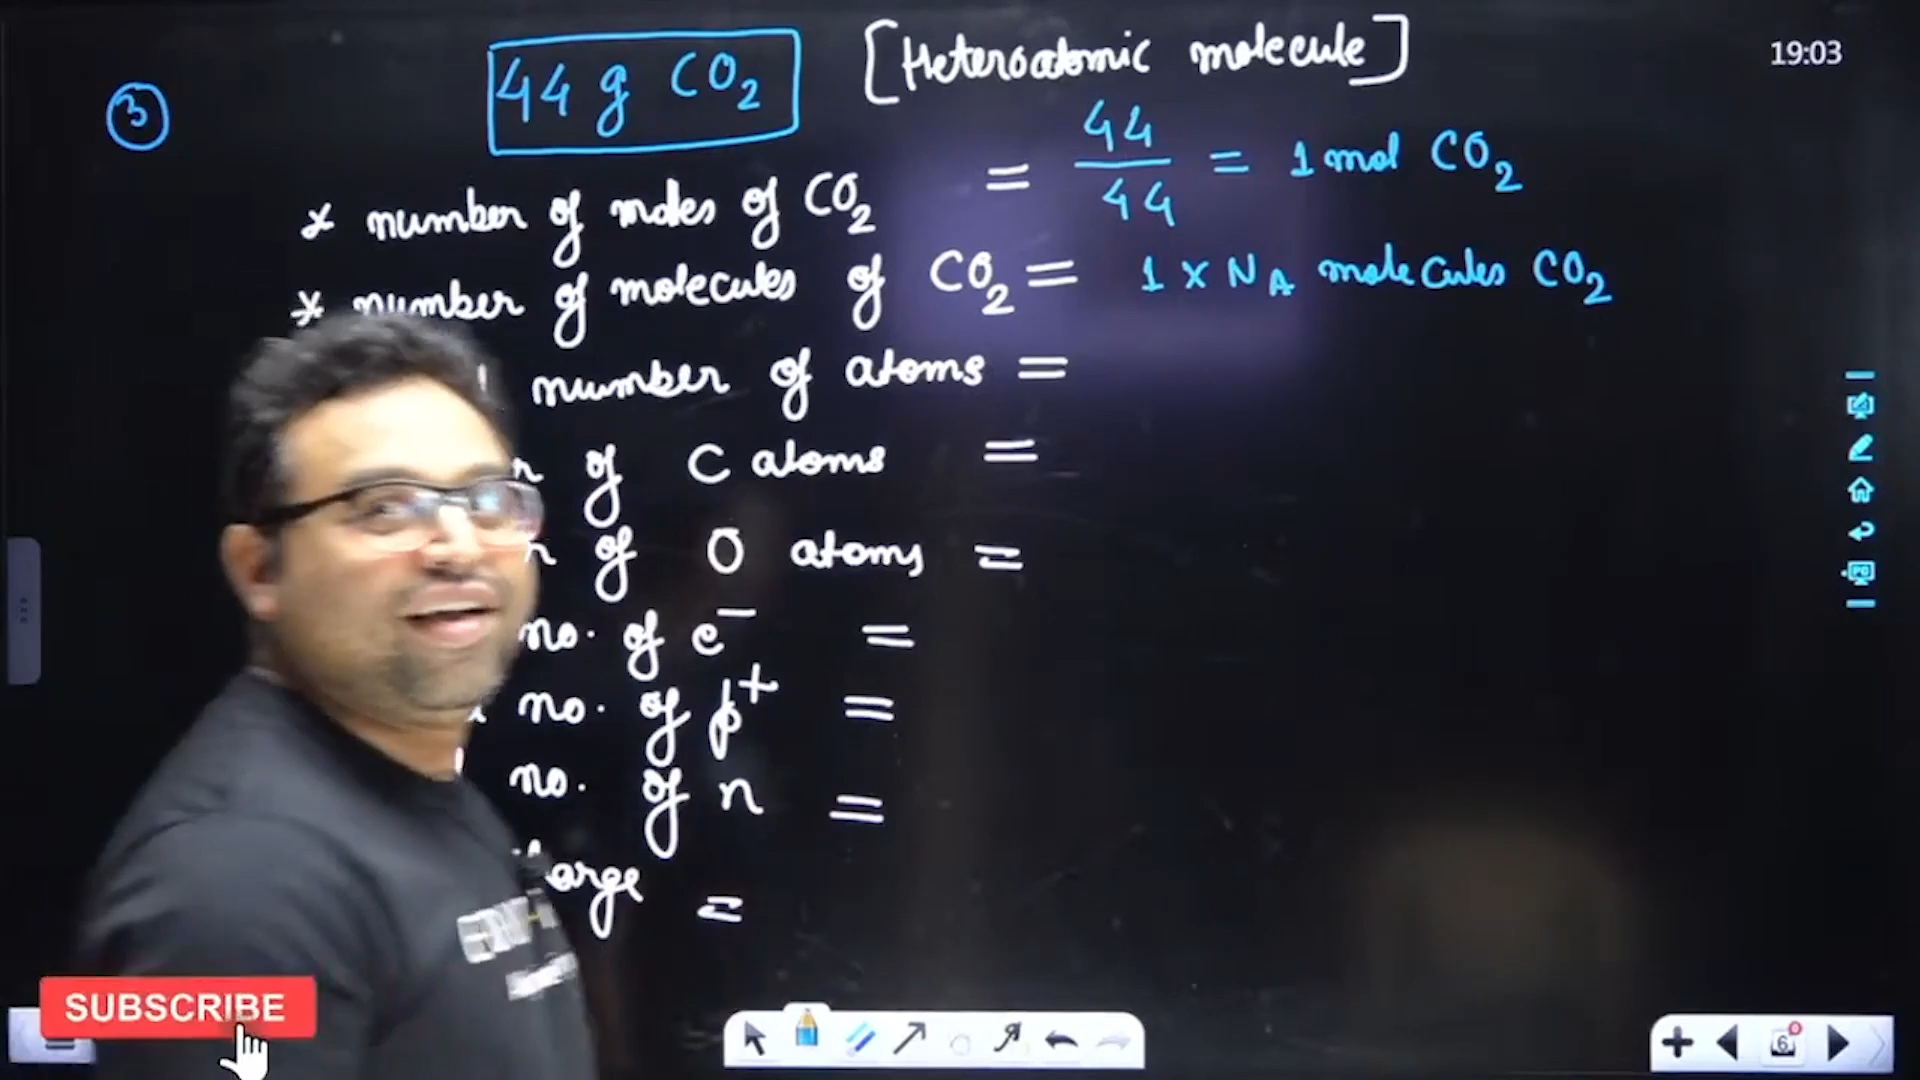 3
44 g CO2 [Heteroatomic molecule]
19:03
* number of moles of CO2 = 44/44 = 1 mol CO2
* number of molecules of CO2 = 1 x NA molecules CO2
number of atoms =
of C atoms =
of O atoms =
no. of e⁻ =
no. of p⁺ =
no. of n =
=
SUBSCRIBE
6